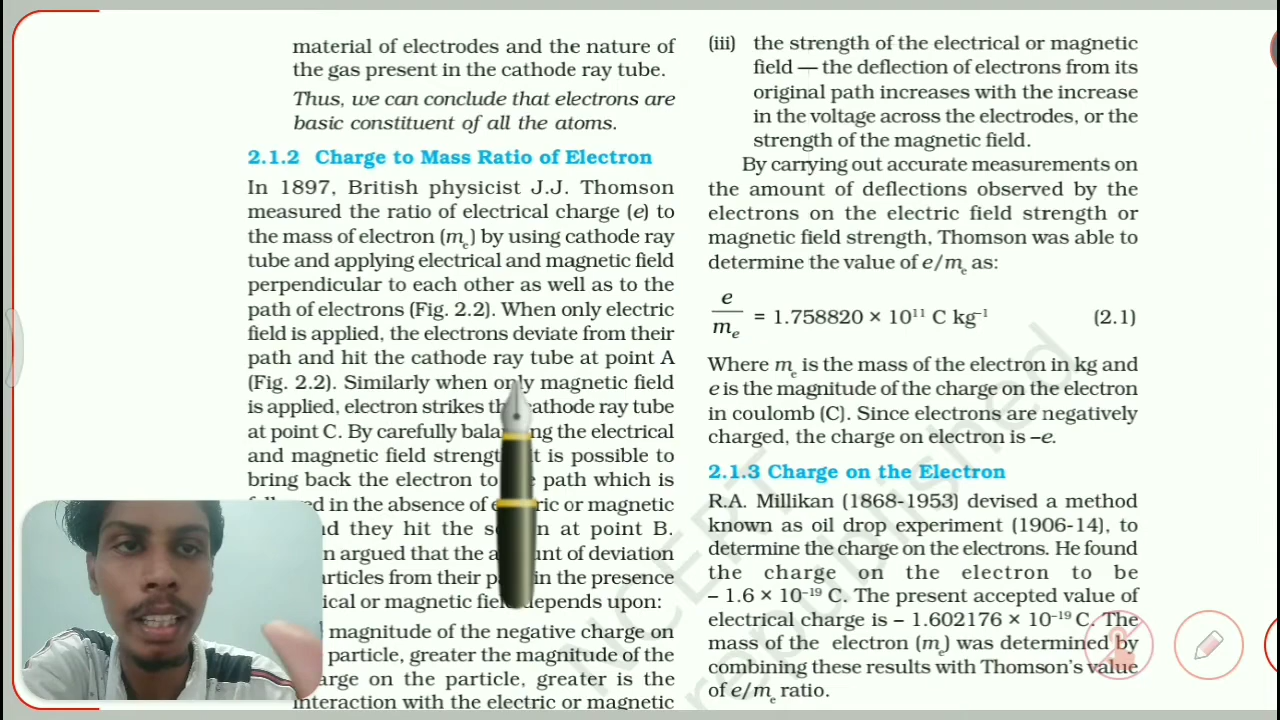 material of electrodes and the nature of
the gas present in the cathode ray tube.
Thus, we can conclude that electrons are
basic constituent of all the atoms.
2.1.2 Charge to Mass Ratio of Electron
In 1897, British physicist J.J. Thomson
measured the ratio of electrical charge (e) to
the mass of electron (mₑ) by using cathode ray
tube and applying electrical and magnetic field
perpendicular to each other as well as to the
path of electrons (Fig. 2.2). When only electric
field is applied, the electrons deviate from their
path and hit the cathode ray tube at point A
(Fig. 2.2). Similarly when only magnetic field
is applied, electron strikes cathode ray tube
at point C. By carefully the electrical
and magnetic field it is possible to
bring back the electron to path which is
in the absence of or magnetic
they hit the at point B.
argued that the of deviation
from their in the presence
or magnetic depends upon:
magnitude of the negative charge on
particle, greater the magnitude of the
on the particle, greater is the
interaction with the electric or magnetic
(iii) the strength of the electrical or magnetic
field — the deflection of electrons from its
original path increases with the increase
in the voltage across the electrodes, or the
strength of the magnetic field.
By carrying out accurate measurements on
the amount of deflections observed by the
electrons on the electric field strength or
magnetic field strength, Thomson was able to
determine the value of e/mₑ as:
e/mₑ = 1.758820 × 10¹¹ C kg⁻¹ (2.1)
Where mₑ is the mass of the electron in kg and
e is the magnitude of the charge on the electron
in coulomb (C). Since electrons are negatively
charged, the charge on electron is –e.
2.1.3 Charge on the Electron
R.A. Millikan (1868-1953) devised a method
known as oil drop experiment (1906-14), to
determine the charge on the electrons. He found
the charge on the electron to be
– 1.6 × 10⁻¹⁹ C. The present accepted value of
electrical charge is – 1.602176 × 10⁻¹⁹ C. The
mass of the electron (mₑ) was determined by
combining these results with Thomson's value
of e/mₑ ratio.
NCERT
republished